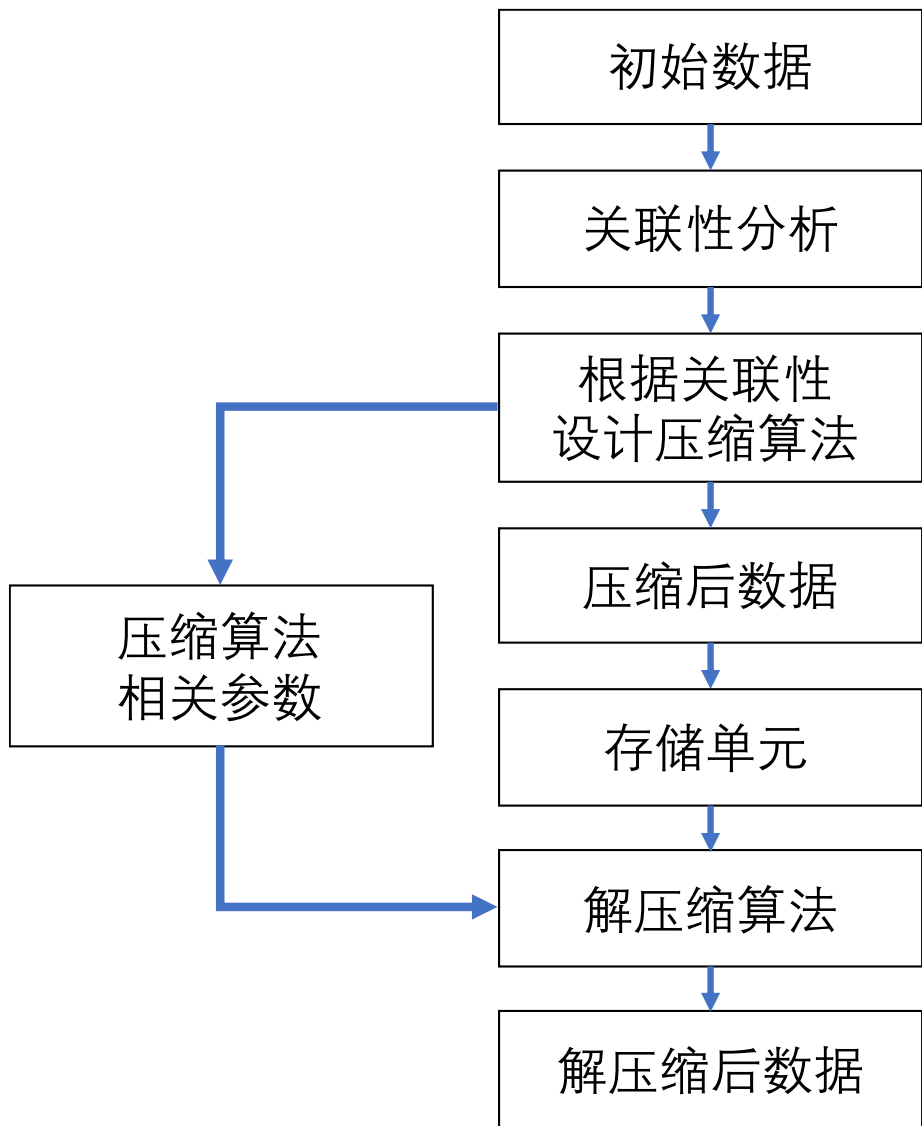 初始数据
关联性分析
根据关联性
设计压缩算法
压缩后数据
压缩算法
相关参数
存储单元
解压缩算法
解压缩后数据